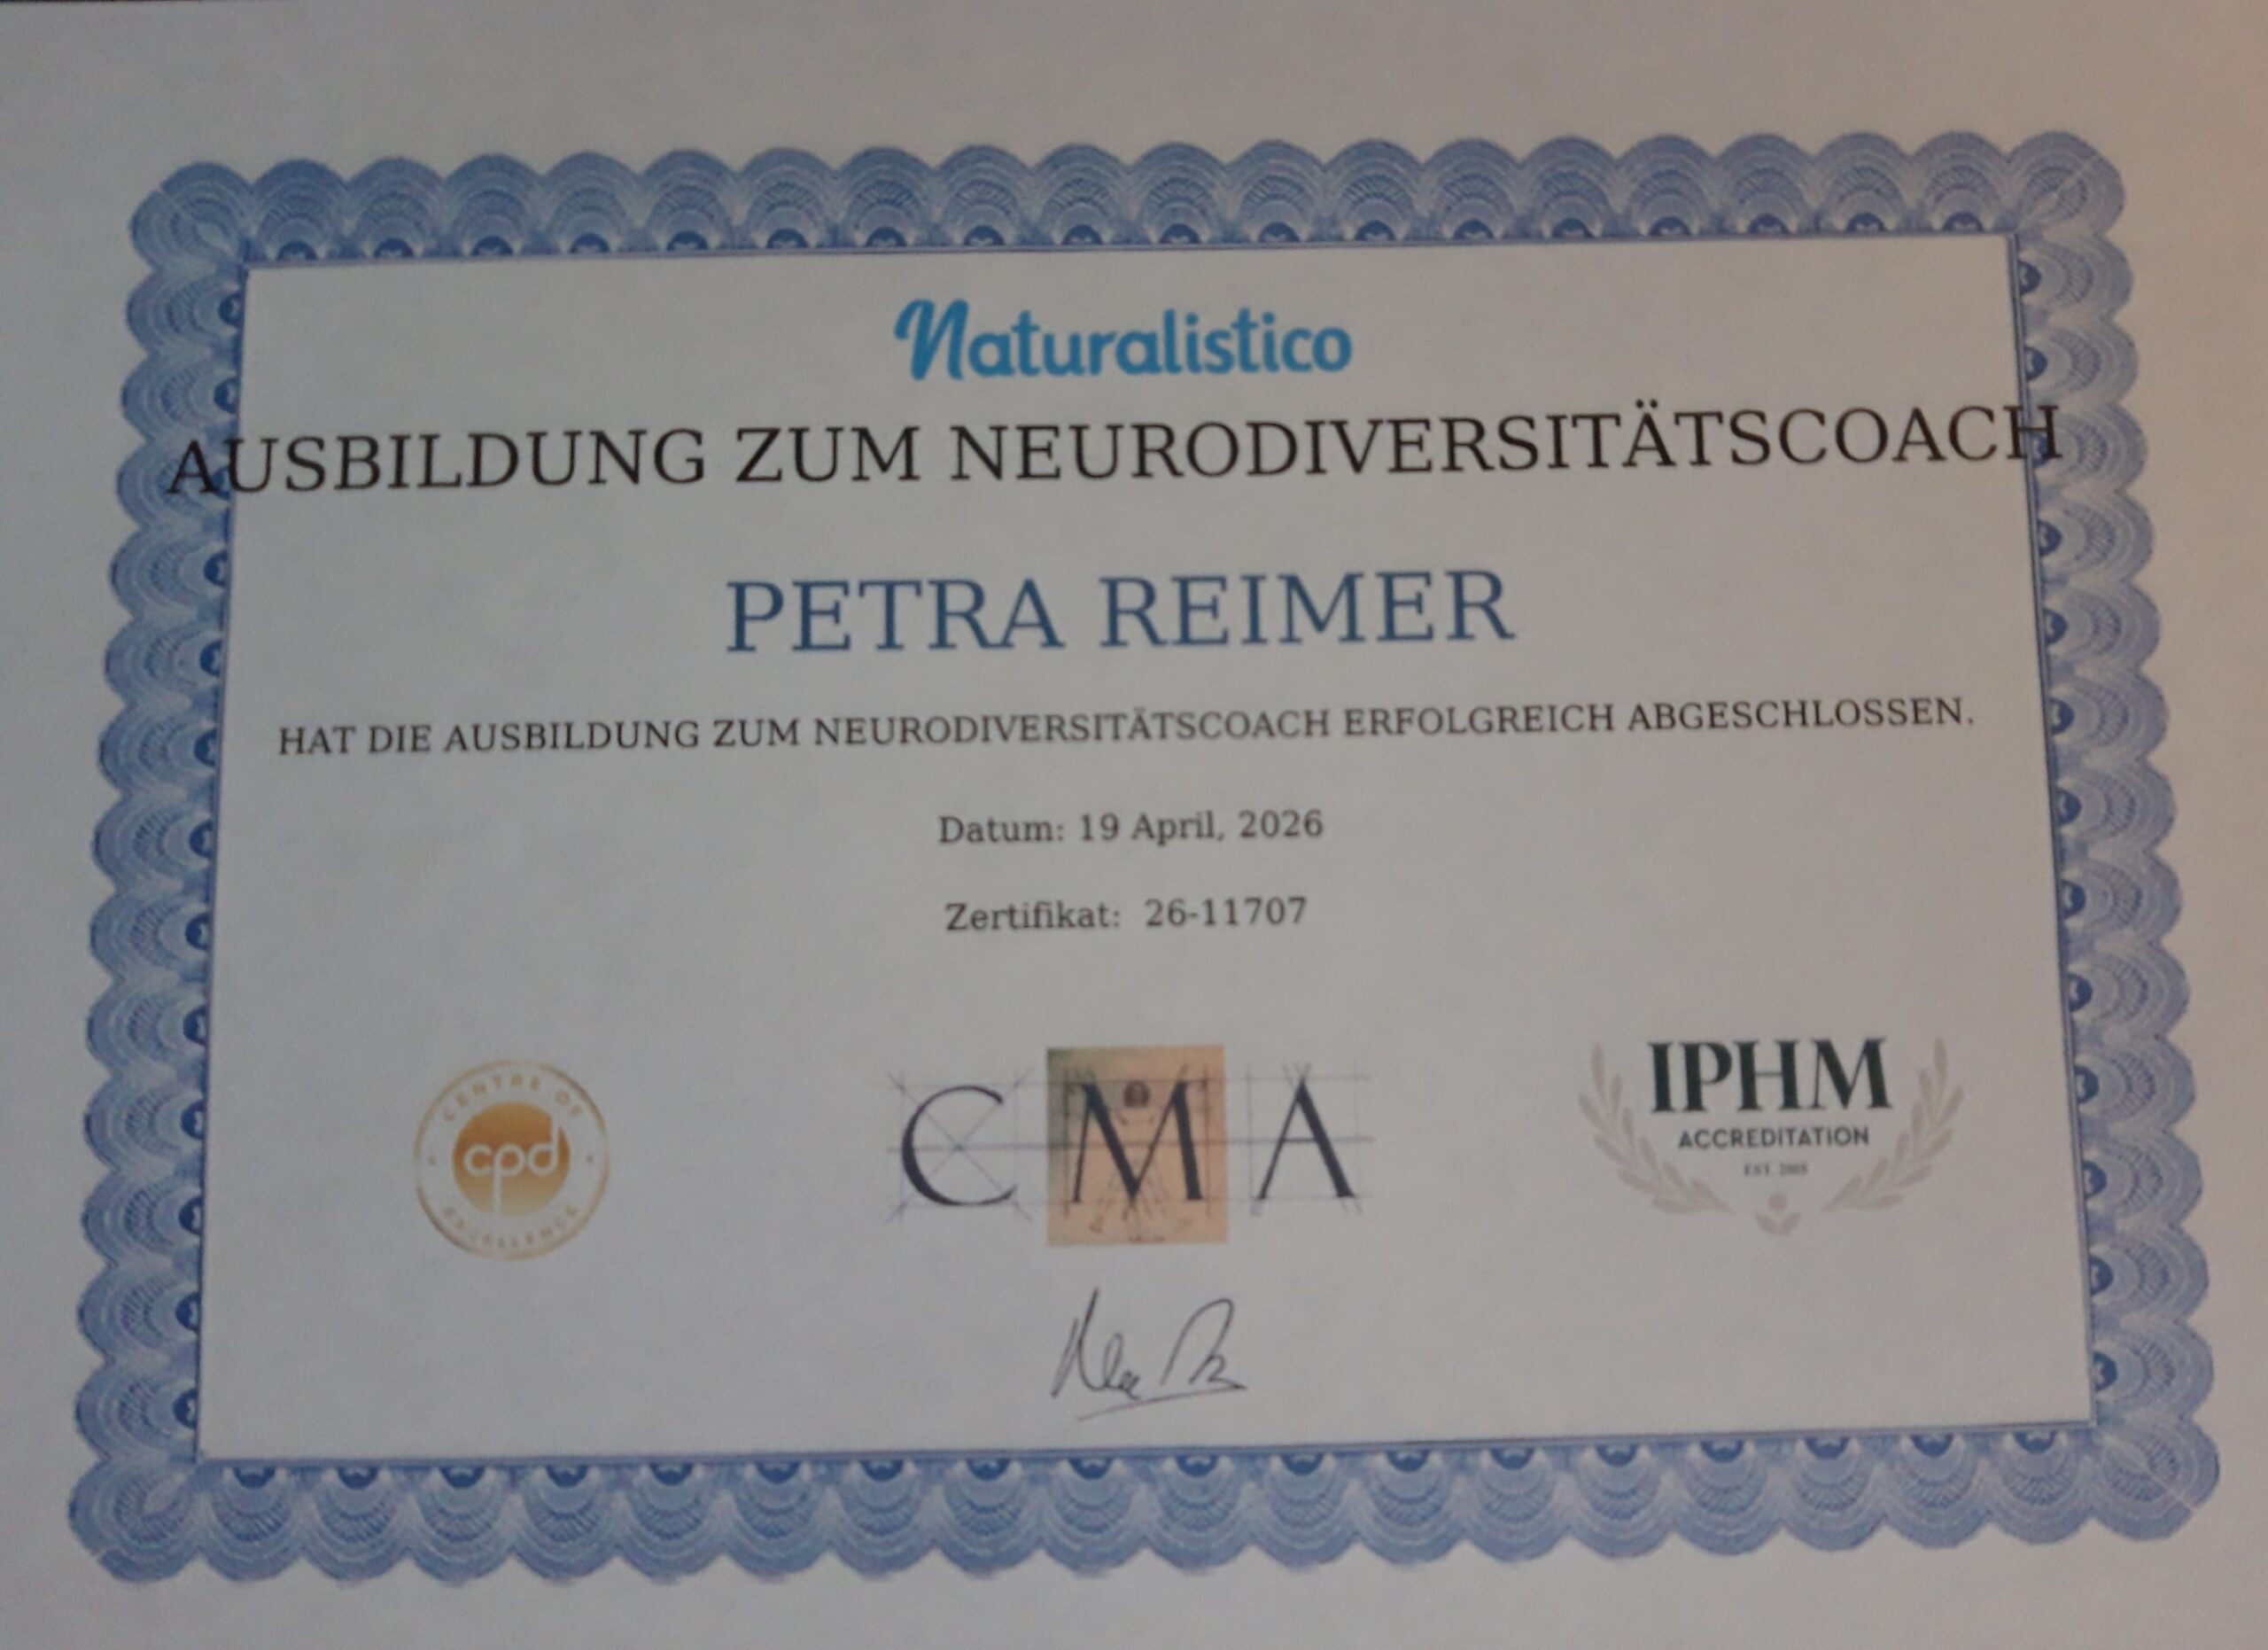 Naturalistico
AUSBILDUNG ZUM NEURODIVERSITÄTSCOACH
PETRA REIMER
HAT DIE AUSBILDUNG ZUM NEURODIVERSITÄTSCOACH ERFOLGREICH ABGESCHLOSSEN.
Datum: 19 April, 2026
Zertifikat: 26-11707
CENTRE OF
cpd
EXCELLENCE
CMA
IPHM
ACCREDITATION
EST.